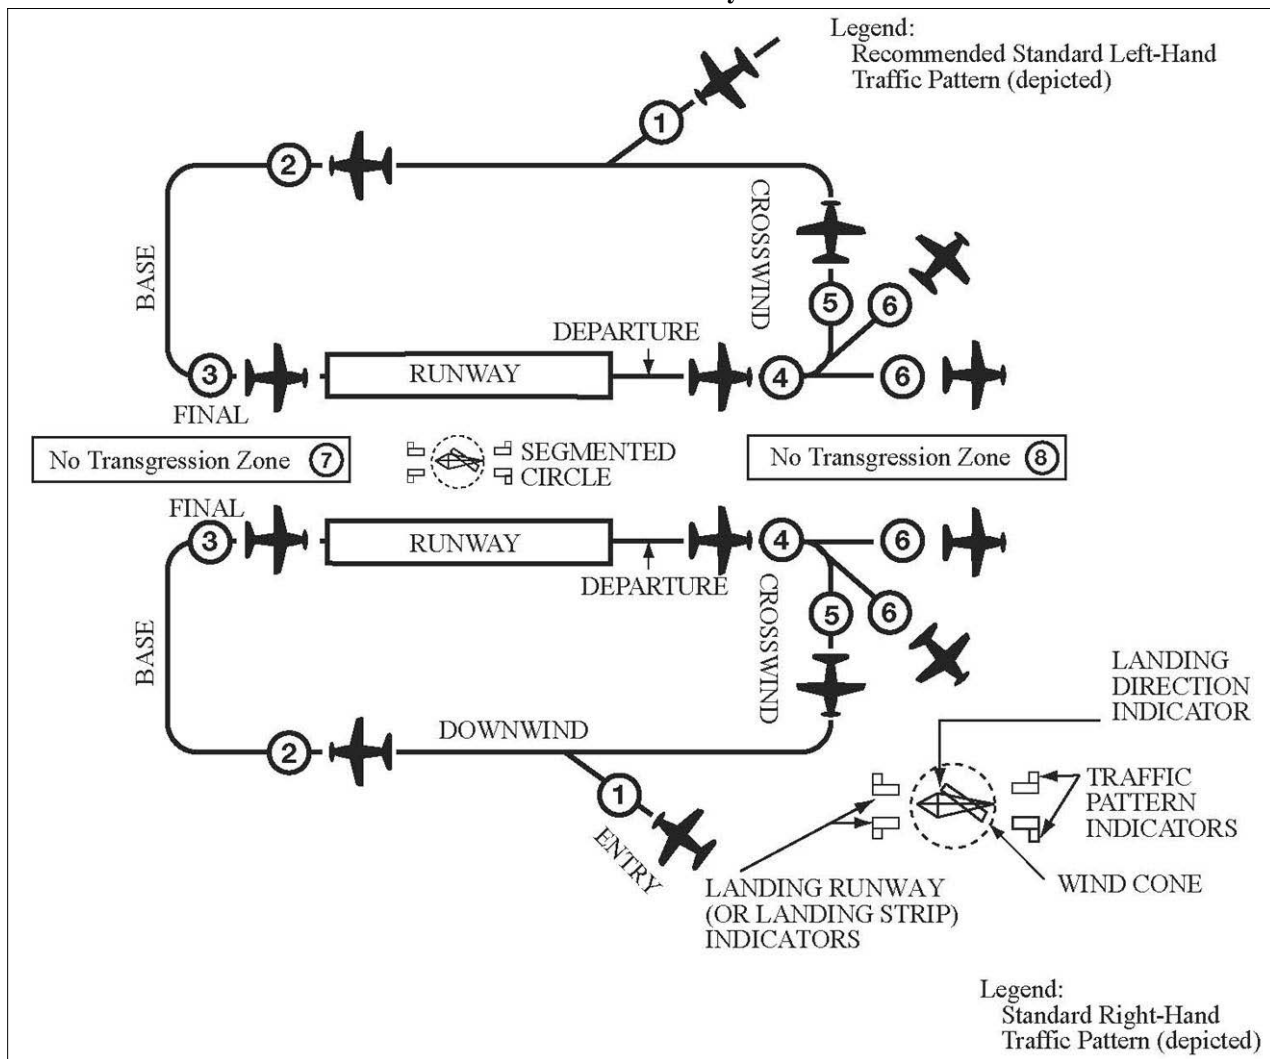 Legend:
Recommended Standard Left-Hand
Traffic Pattern (depicted)
1
2
CROSSWIND
BASE
5
6
DEPARTURE
3
RUNWAY
4
6
FINAL
No Transgression Zone 7
SEGMENTED
CIRCLE
No Transgression Zone 8
FINAL
3
RUNWAY
4
6
DEPARTURE
CROSSWIND
BASE
5
6
2
DOWNWIND
1
ENTRY
LANDING
DIRECTION
INDICATOR
TRAFFIC
PATTERN
INDICATORS
WIND CONE
LANDING RUNWAY
(OR LANDING STRIP)
INDICATORS
Legend:
Standard Right-Hand
Traffic Pattern (depicted)